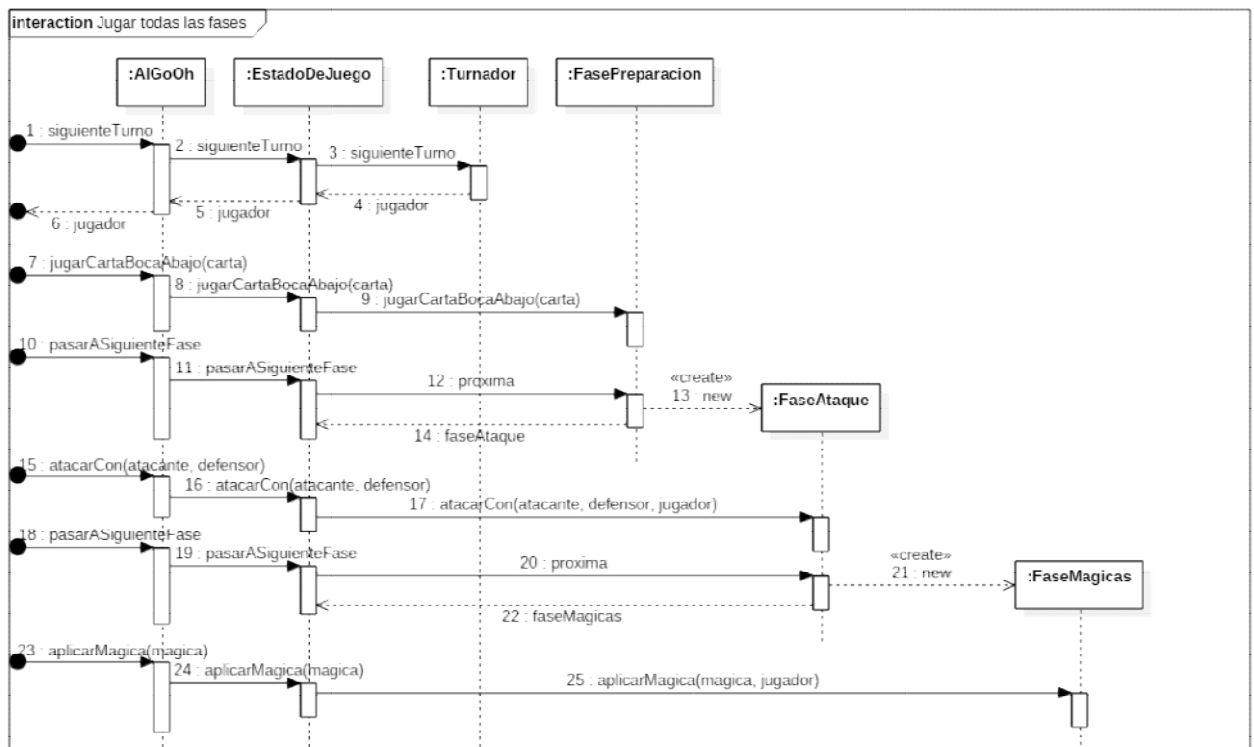 interaction Jugar todas las fases
:AlGoOh
:EstadoDeJuego
:Turnador
:FasePreparacion
1 : siguienteTurno
2 : siguienteTurno
3 : siguienteTurno
4 : jugador
5 : jugador
6 : jugador
7 : jugarCartaBocaAbajo(carta)
8 : jugarCartaBocaAbajo(carta)
9 : jugarCartaBocaAbajo(carta)
10 : pasarASiguienteFase
11 : pasarASiguienteFase
12 : proxima
«create»
13 : new
:FaseAtaque
14 : faseAtaque
15 : atacarCon(atacante, defensor)
16 : atacarCon(atacante, defensor)
17 : atacarCon(atacante, defensor, jugador)
18 : pasarASiguienteFase
19 : pasarASiguienteFase
20 : proxima
«create»
21 : new
:FaseMagicas
22 : faseMagicas
23 : aplicarMagica(magica)
24 : aplicarMagica(magica)
25 : aplicarMagica(magica, jugador)